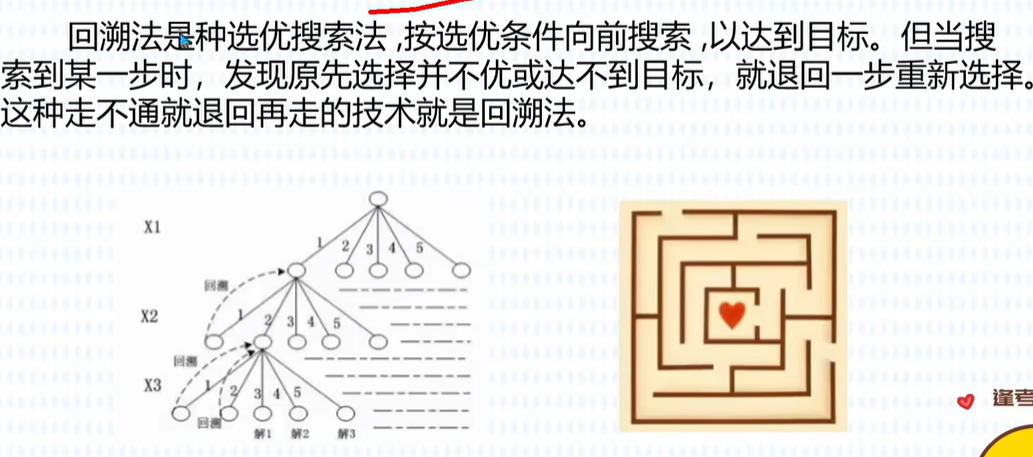 回溯法是种选优搜索法,按选优条件向前搜索,以达到目标。但当搜
索到某一步时，发现原先选择并不优或达不到目标，就退回一步重新选择。
这种走不通就退回再走的技术就是回溯法。
X1
1 2 3 4 5
回溯
X2
1 2 3 4 5
回溯
X3
1 2 3 4 5
回溯
解1 解2 解3
逢考